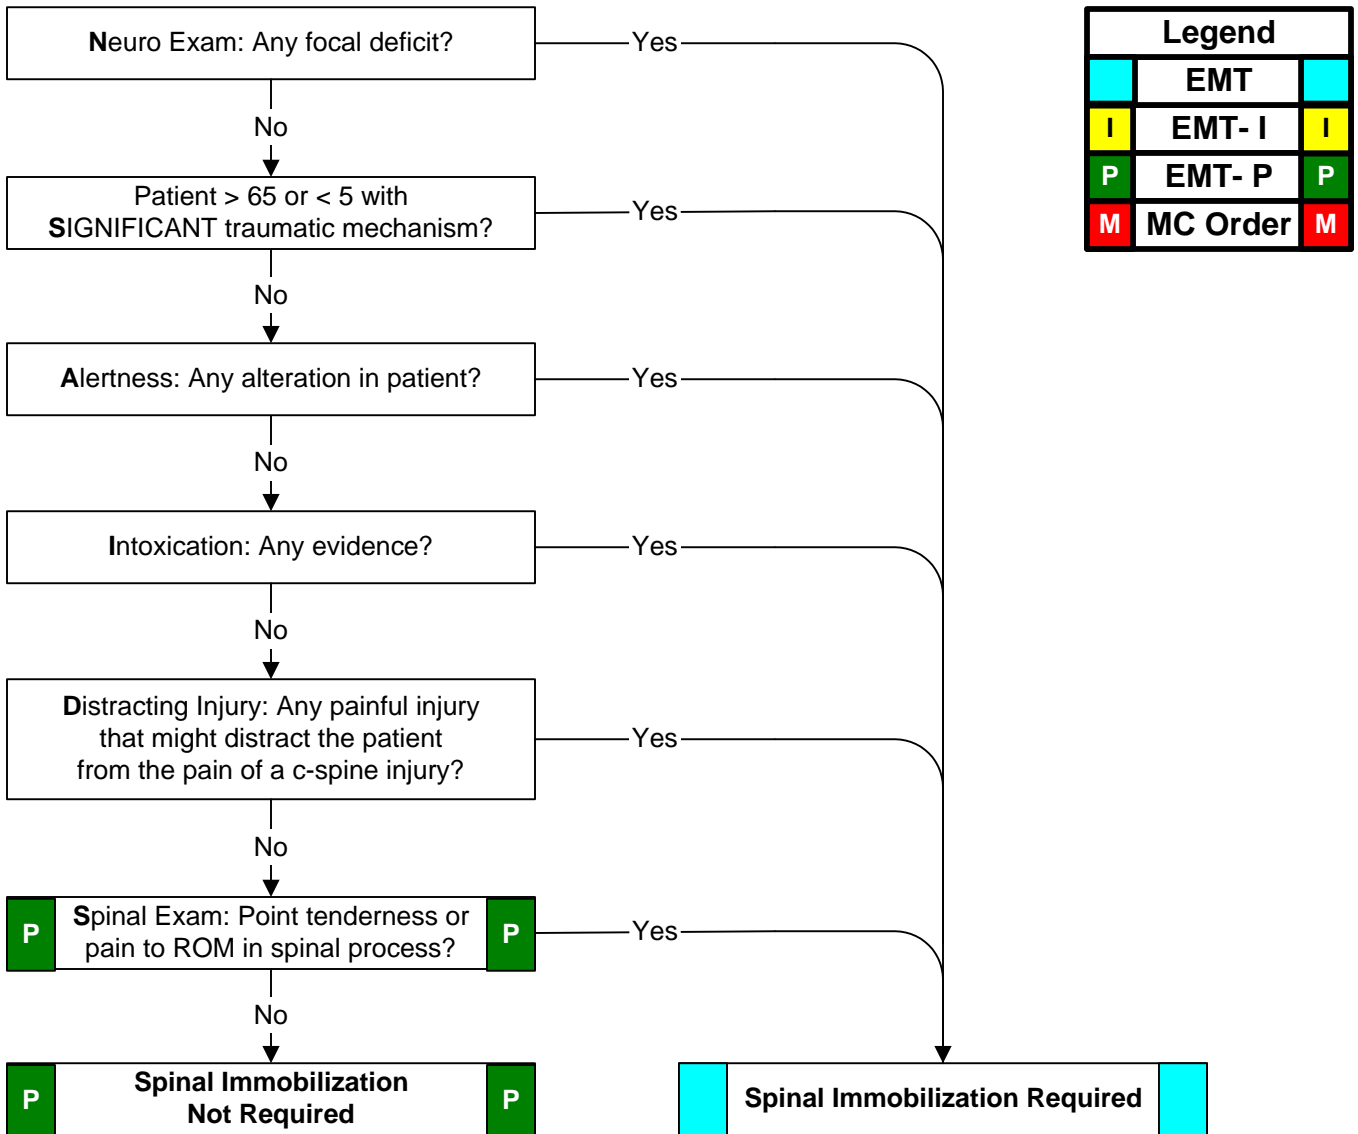 Neuro Exam: Any focal deficit?
Yes
No
Patient > 65 or < 5 with
SIGNIFICANT traumatic mechanism?
Yes
No
Alertness: Any alteration in patient?
Yes
No
Intoxication: Any evidence?
Yes
No
Distracting Injury: Any painful injury
that might distract the patient
from the pain of a c-spine injury?
Yes
No
P
Spinal Exam: Point tenderness or
pain to ROM in spinal process?
P
Yes
No
P
Spinal Immobilization
Not Required
P
Spinal Immobilization Required
Legend
EMT
I EMT- I I
P EMT- P P
M MC Order M